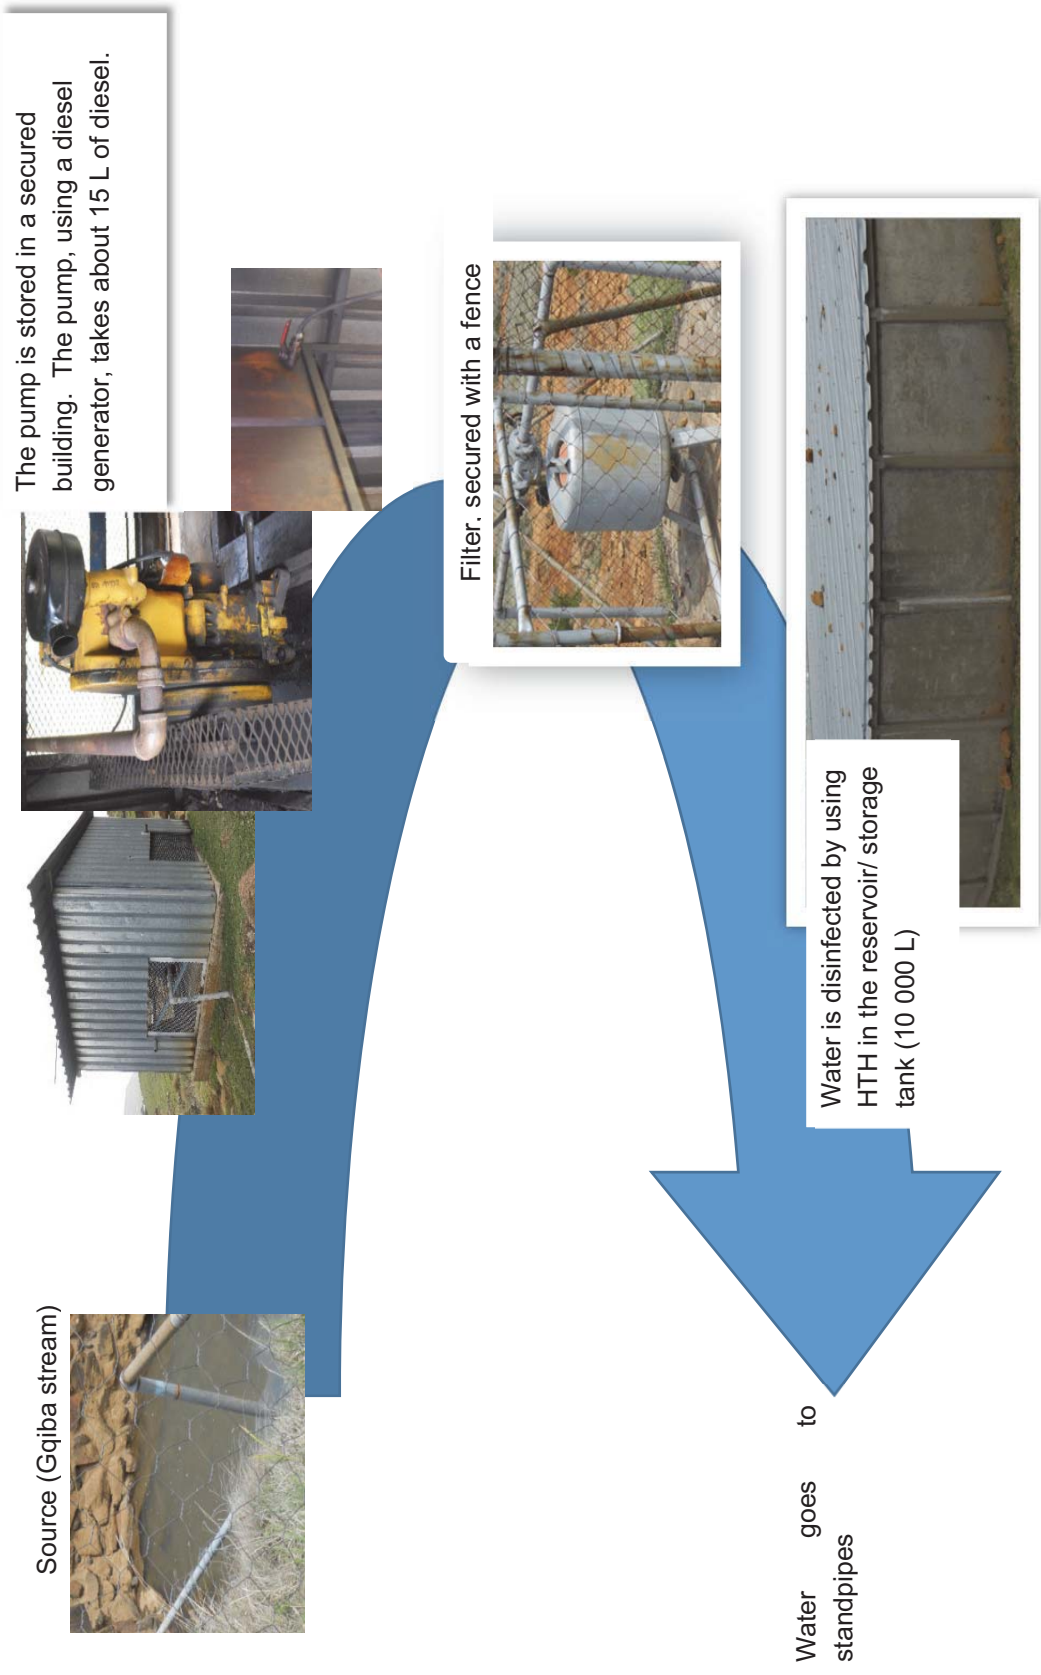 Source (Gqiba stream)
The pump is stored in a secured
building. The pump, using a diesel
generator, takes about 15 L of diesel.
Filter, secured with a fence
Water is disinfected by using
HTH in the reservoir/ storage
tank (10 000 L)
Water goes to
standpipes